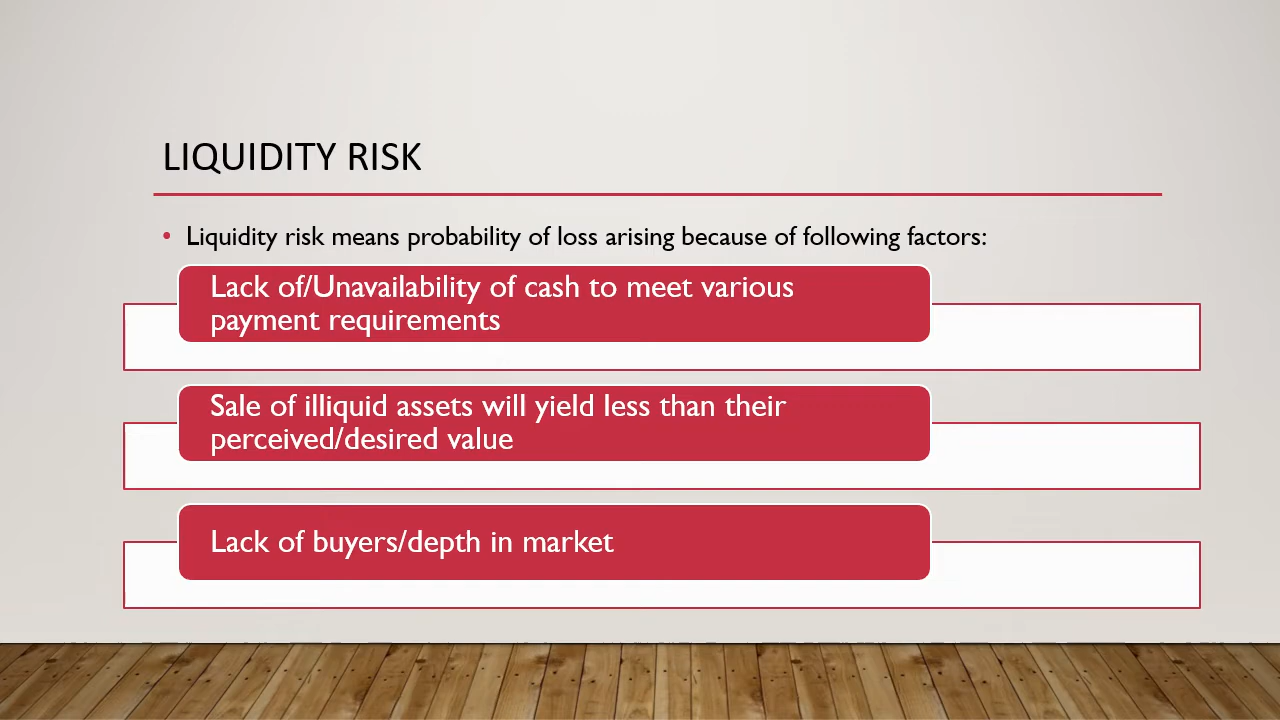 LIQUIDITY RISK
• Liquidity risk means probability of loss arising because of following factors:
Lack of/Unavailability of cash to meet various
payment requirements
Sale of illiquid assets will yield less than their
perceived/desired value
Lack of buyers/depth in market